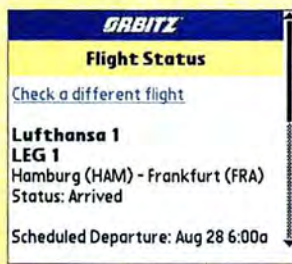 ORBITZ
Flight Status
Check a different flight
Lufthansa 1
LEG 1
Hamburg (HAM) - Frankfurt (FRA)
Status: Arrived
Scheduled Departure: Aug 28 6:00a